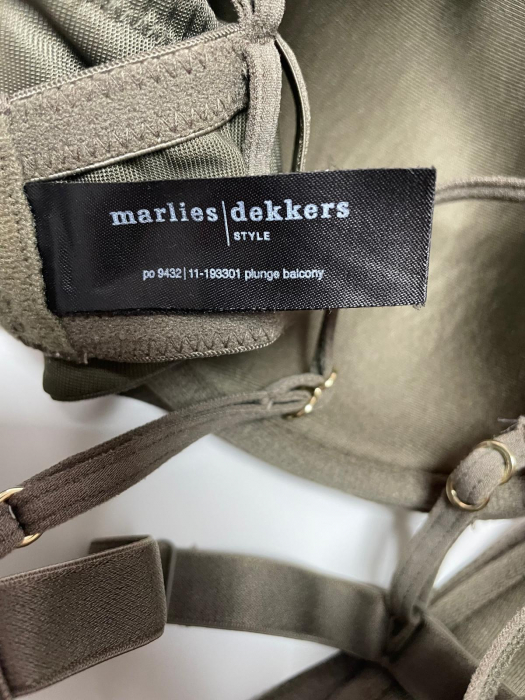 marlies|dekkers
STYLE
po 9432|11-193301 plunge balcony